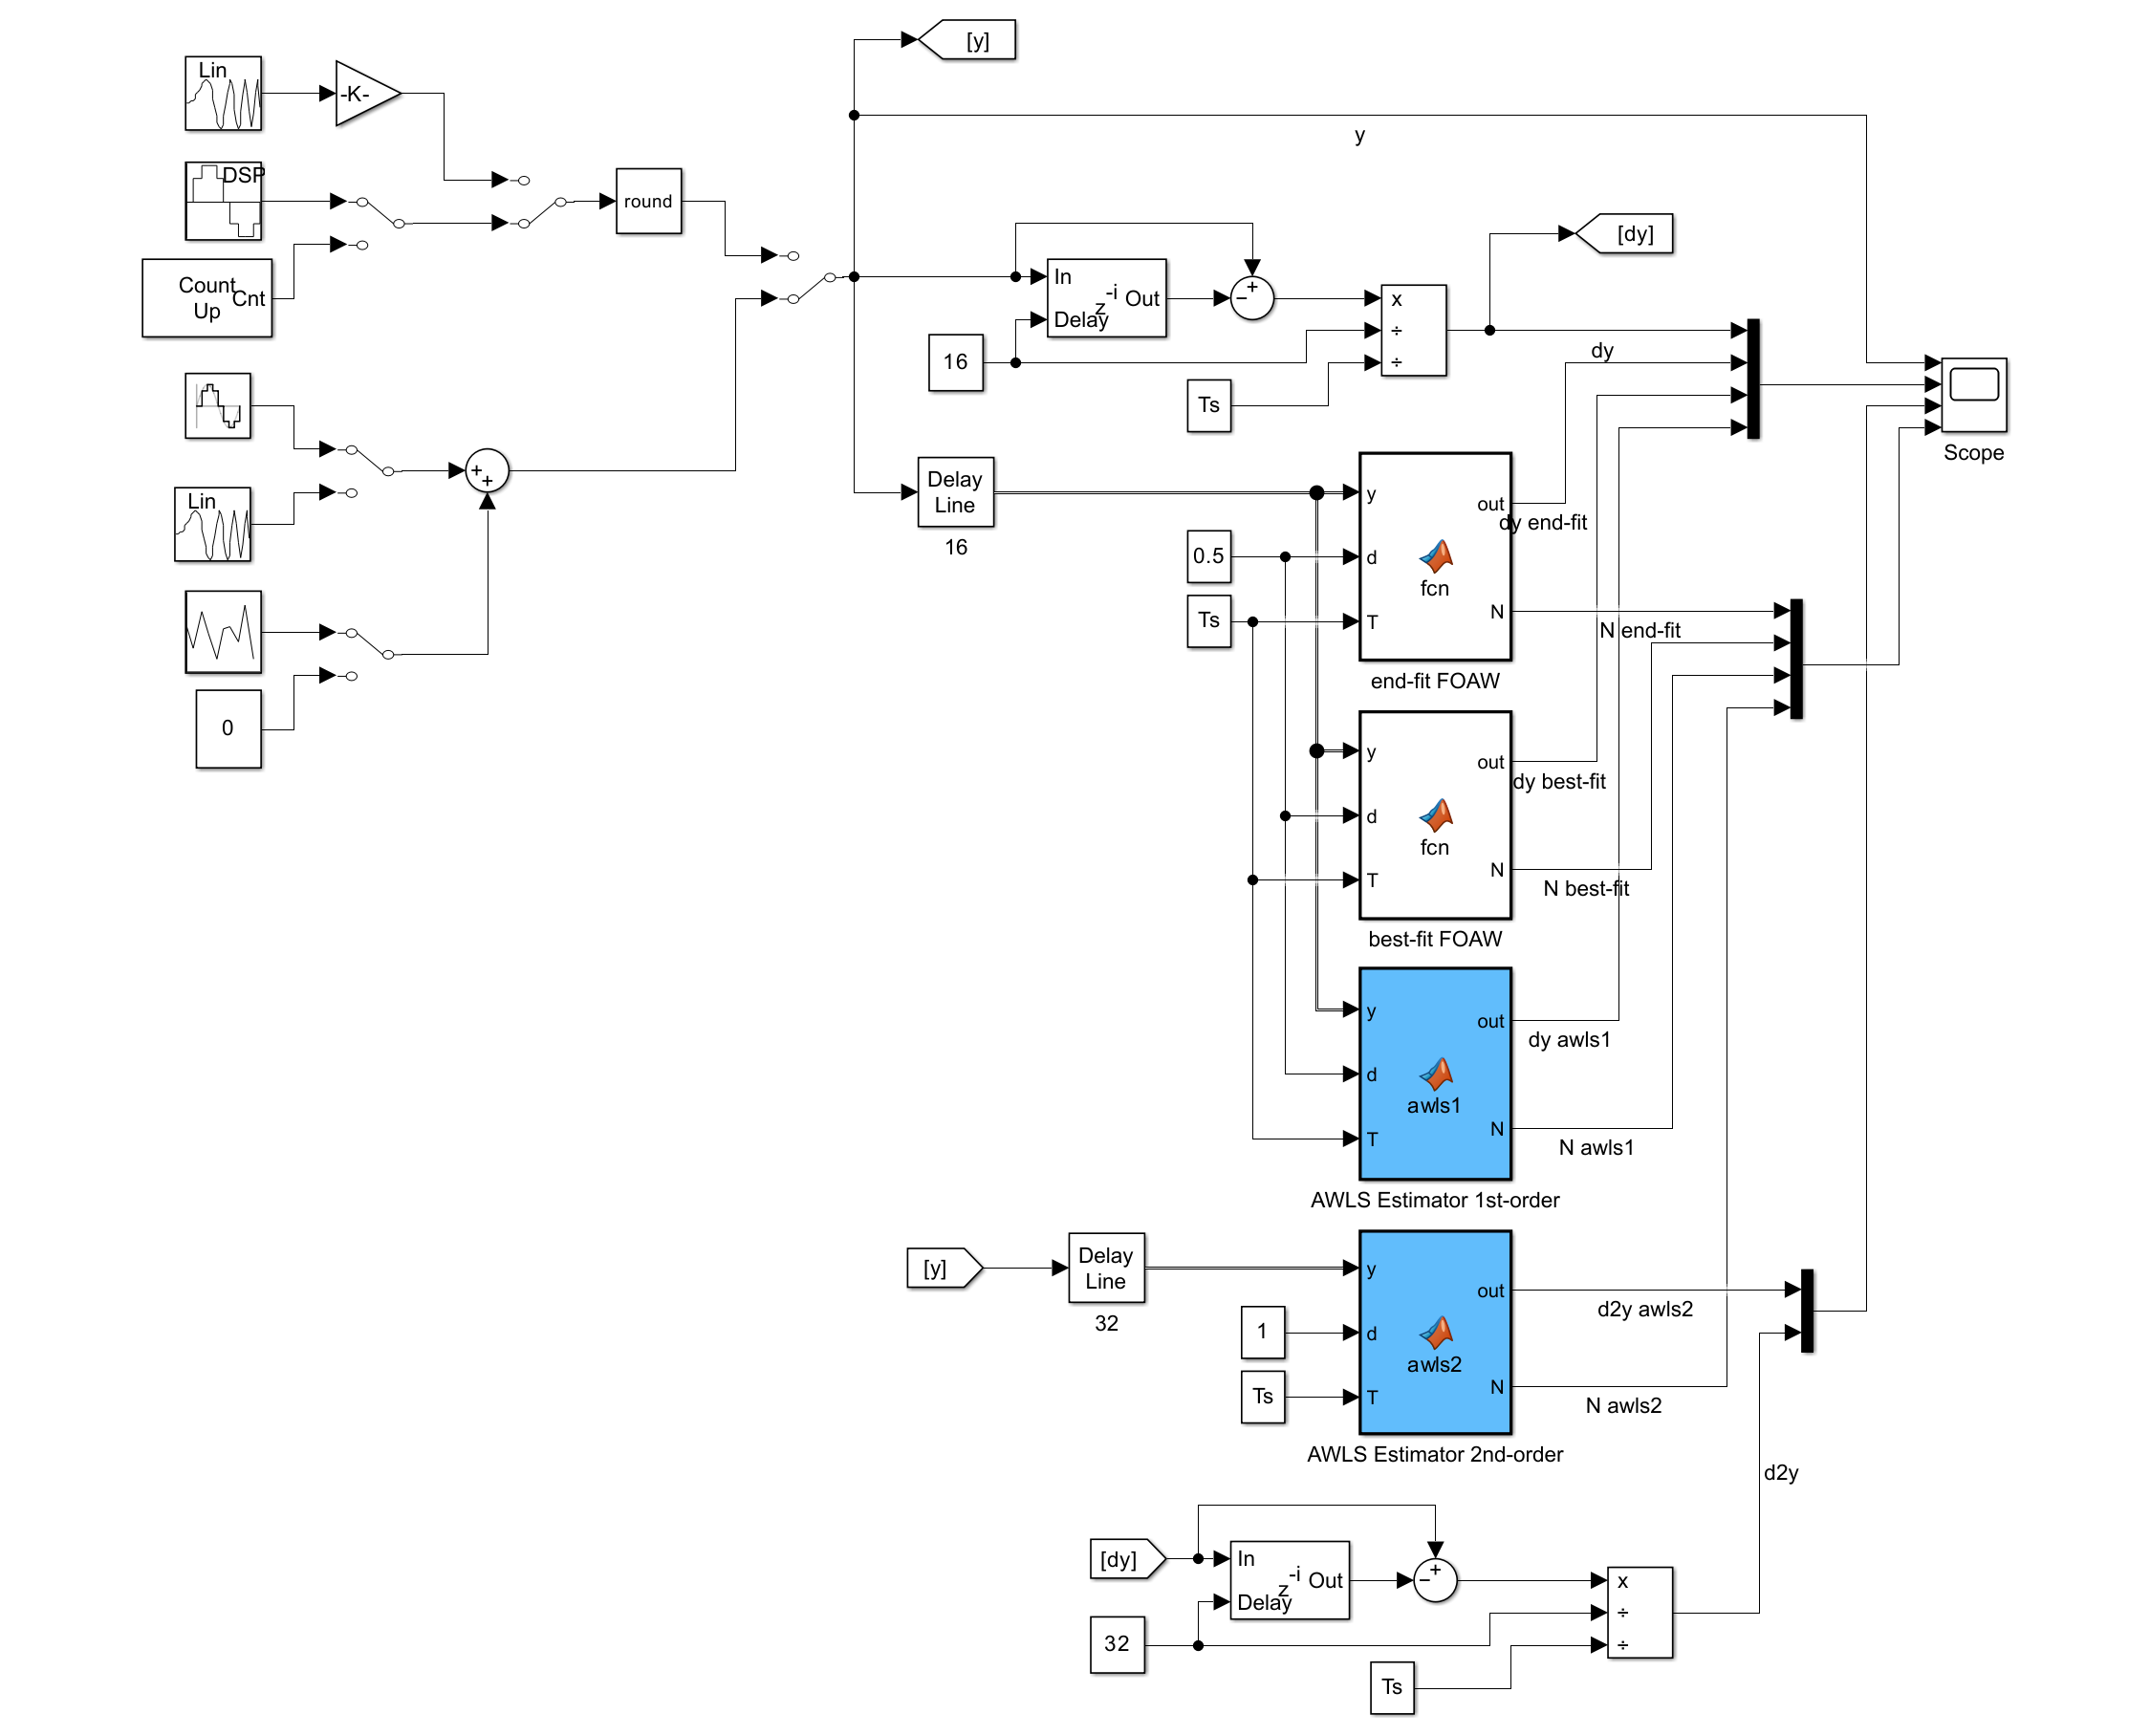 [y]
Lin
-K-
y
DSP
round
Count
Up
Cnt
[dy]
In
Delay
z
-i
Out
+
−
x
÷
÷
16
Ts
dy
Scope
Lin
+
+
0
Delay
Line
16
0.5
Ts
y
d
T
out
N
fcn
end-fit FOAW
dy end-fit
N end-fit
y
d
T
out
N
fcn
best-fit FOAW
dy best-fit
N best-fit
y
d
T
out
N
awls1
AWLS Estimator 1st-order
dy awls1
N awls1
[y]
Delay
Line
32
1
Ts
y
d
T
out
N
awls2
AWLS Estimator 2nd-order
d2y awls2
N awls2
d2y
[dy]
In
Delay
z
-i
Out
+
−
x
÷
÷
32
Ts